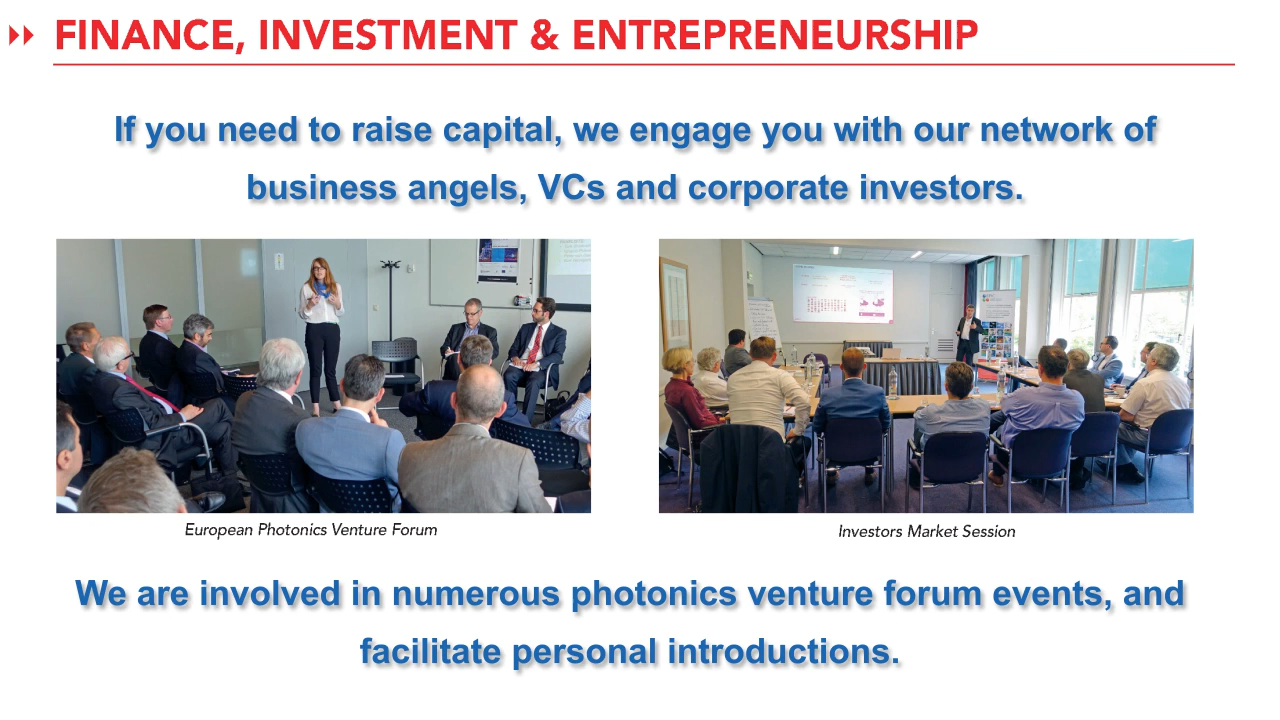 FINANCE, INVESTMENT & ENTREPRENEURSHIP
If you need to raise capital, we engage you with our network of
business angels, VCs and corporate investors.
European Photonics Venture Forum
Investors Market Session
We are involved in numerous photonics venture forum events, and
facilitate personal introductions.